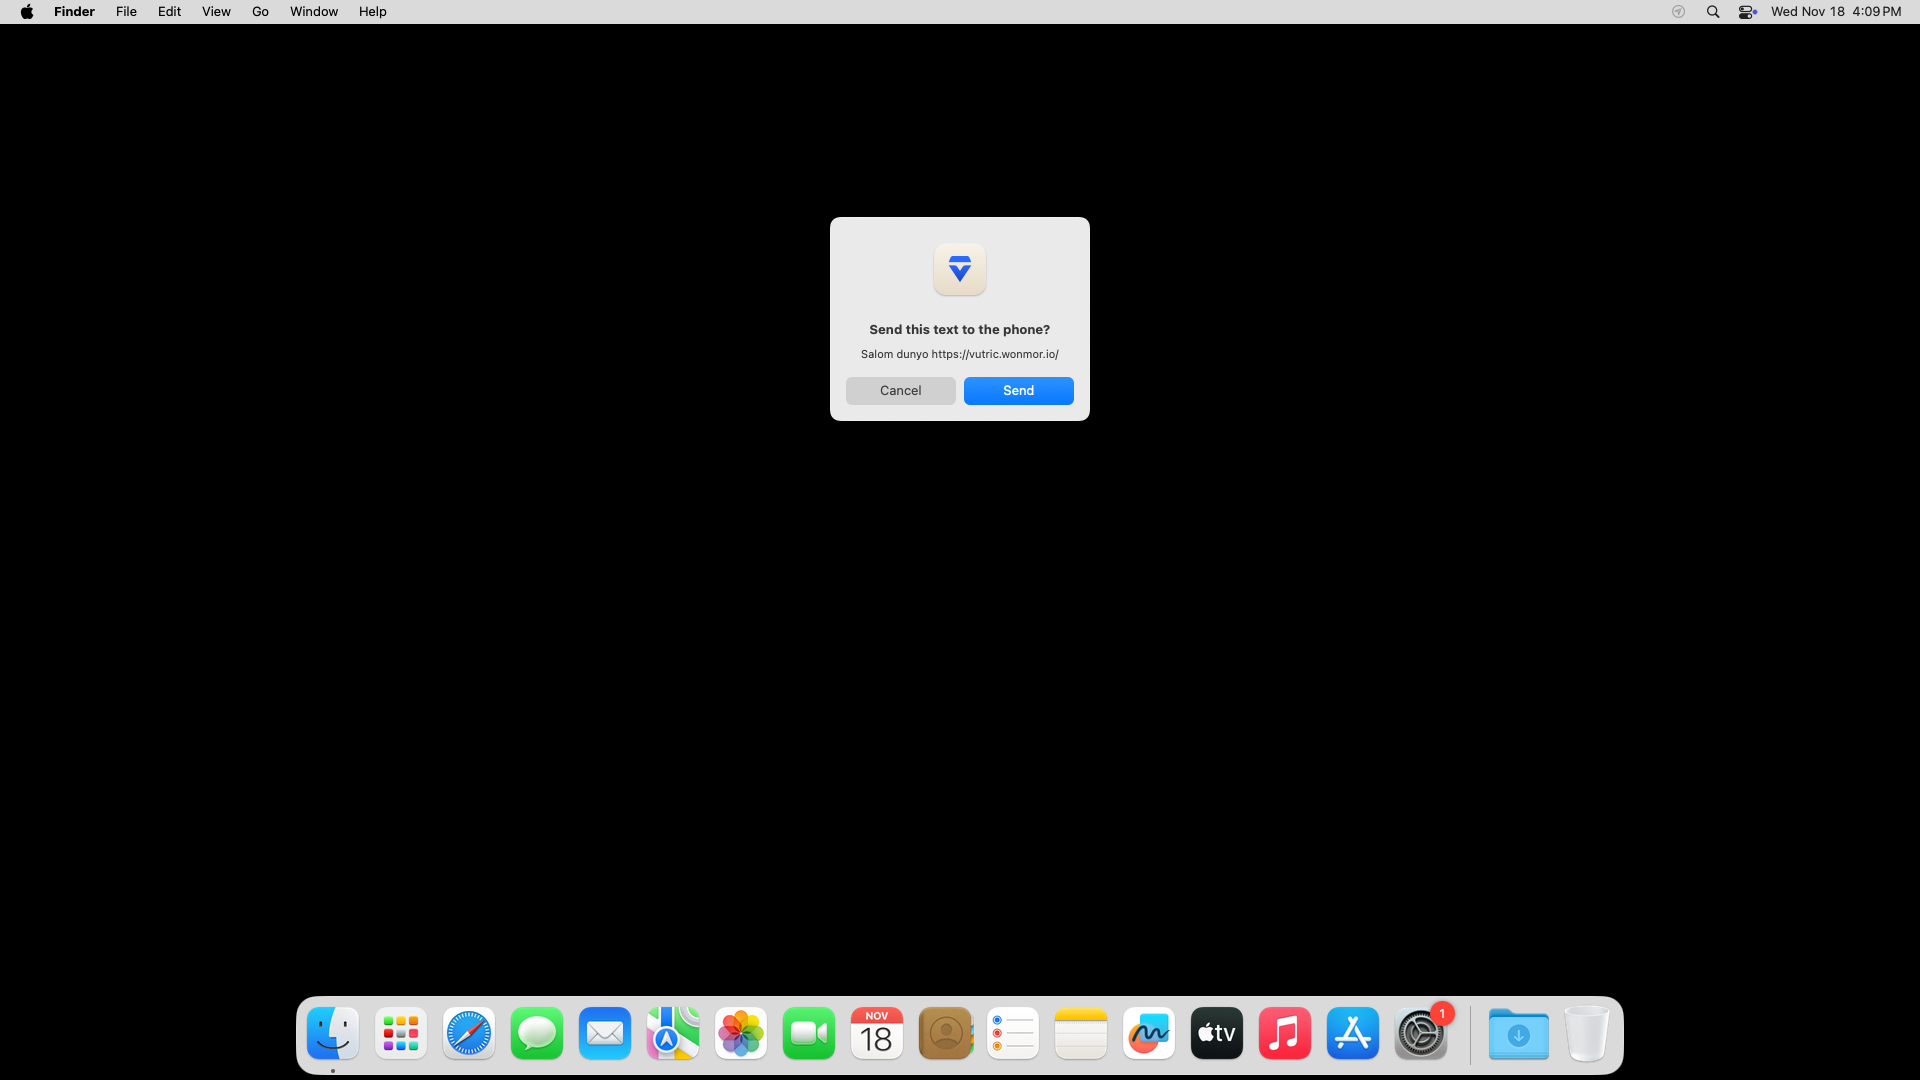 Finder File Edit View Go Window Help Wed Nov 18 4:09 PM
Send this text to the phone?
Salom dunyo https://vutric.wonmor.io/
Cancel Send
NOV
18
tv
1